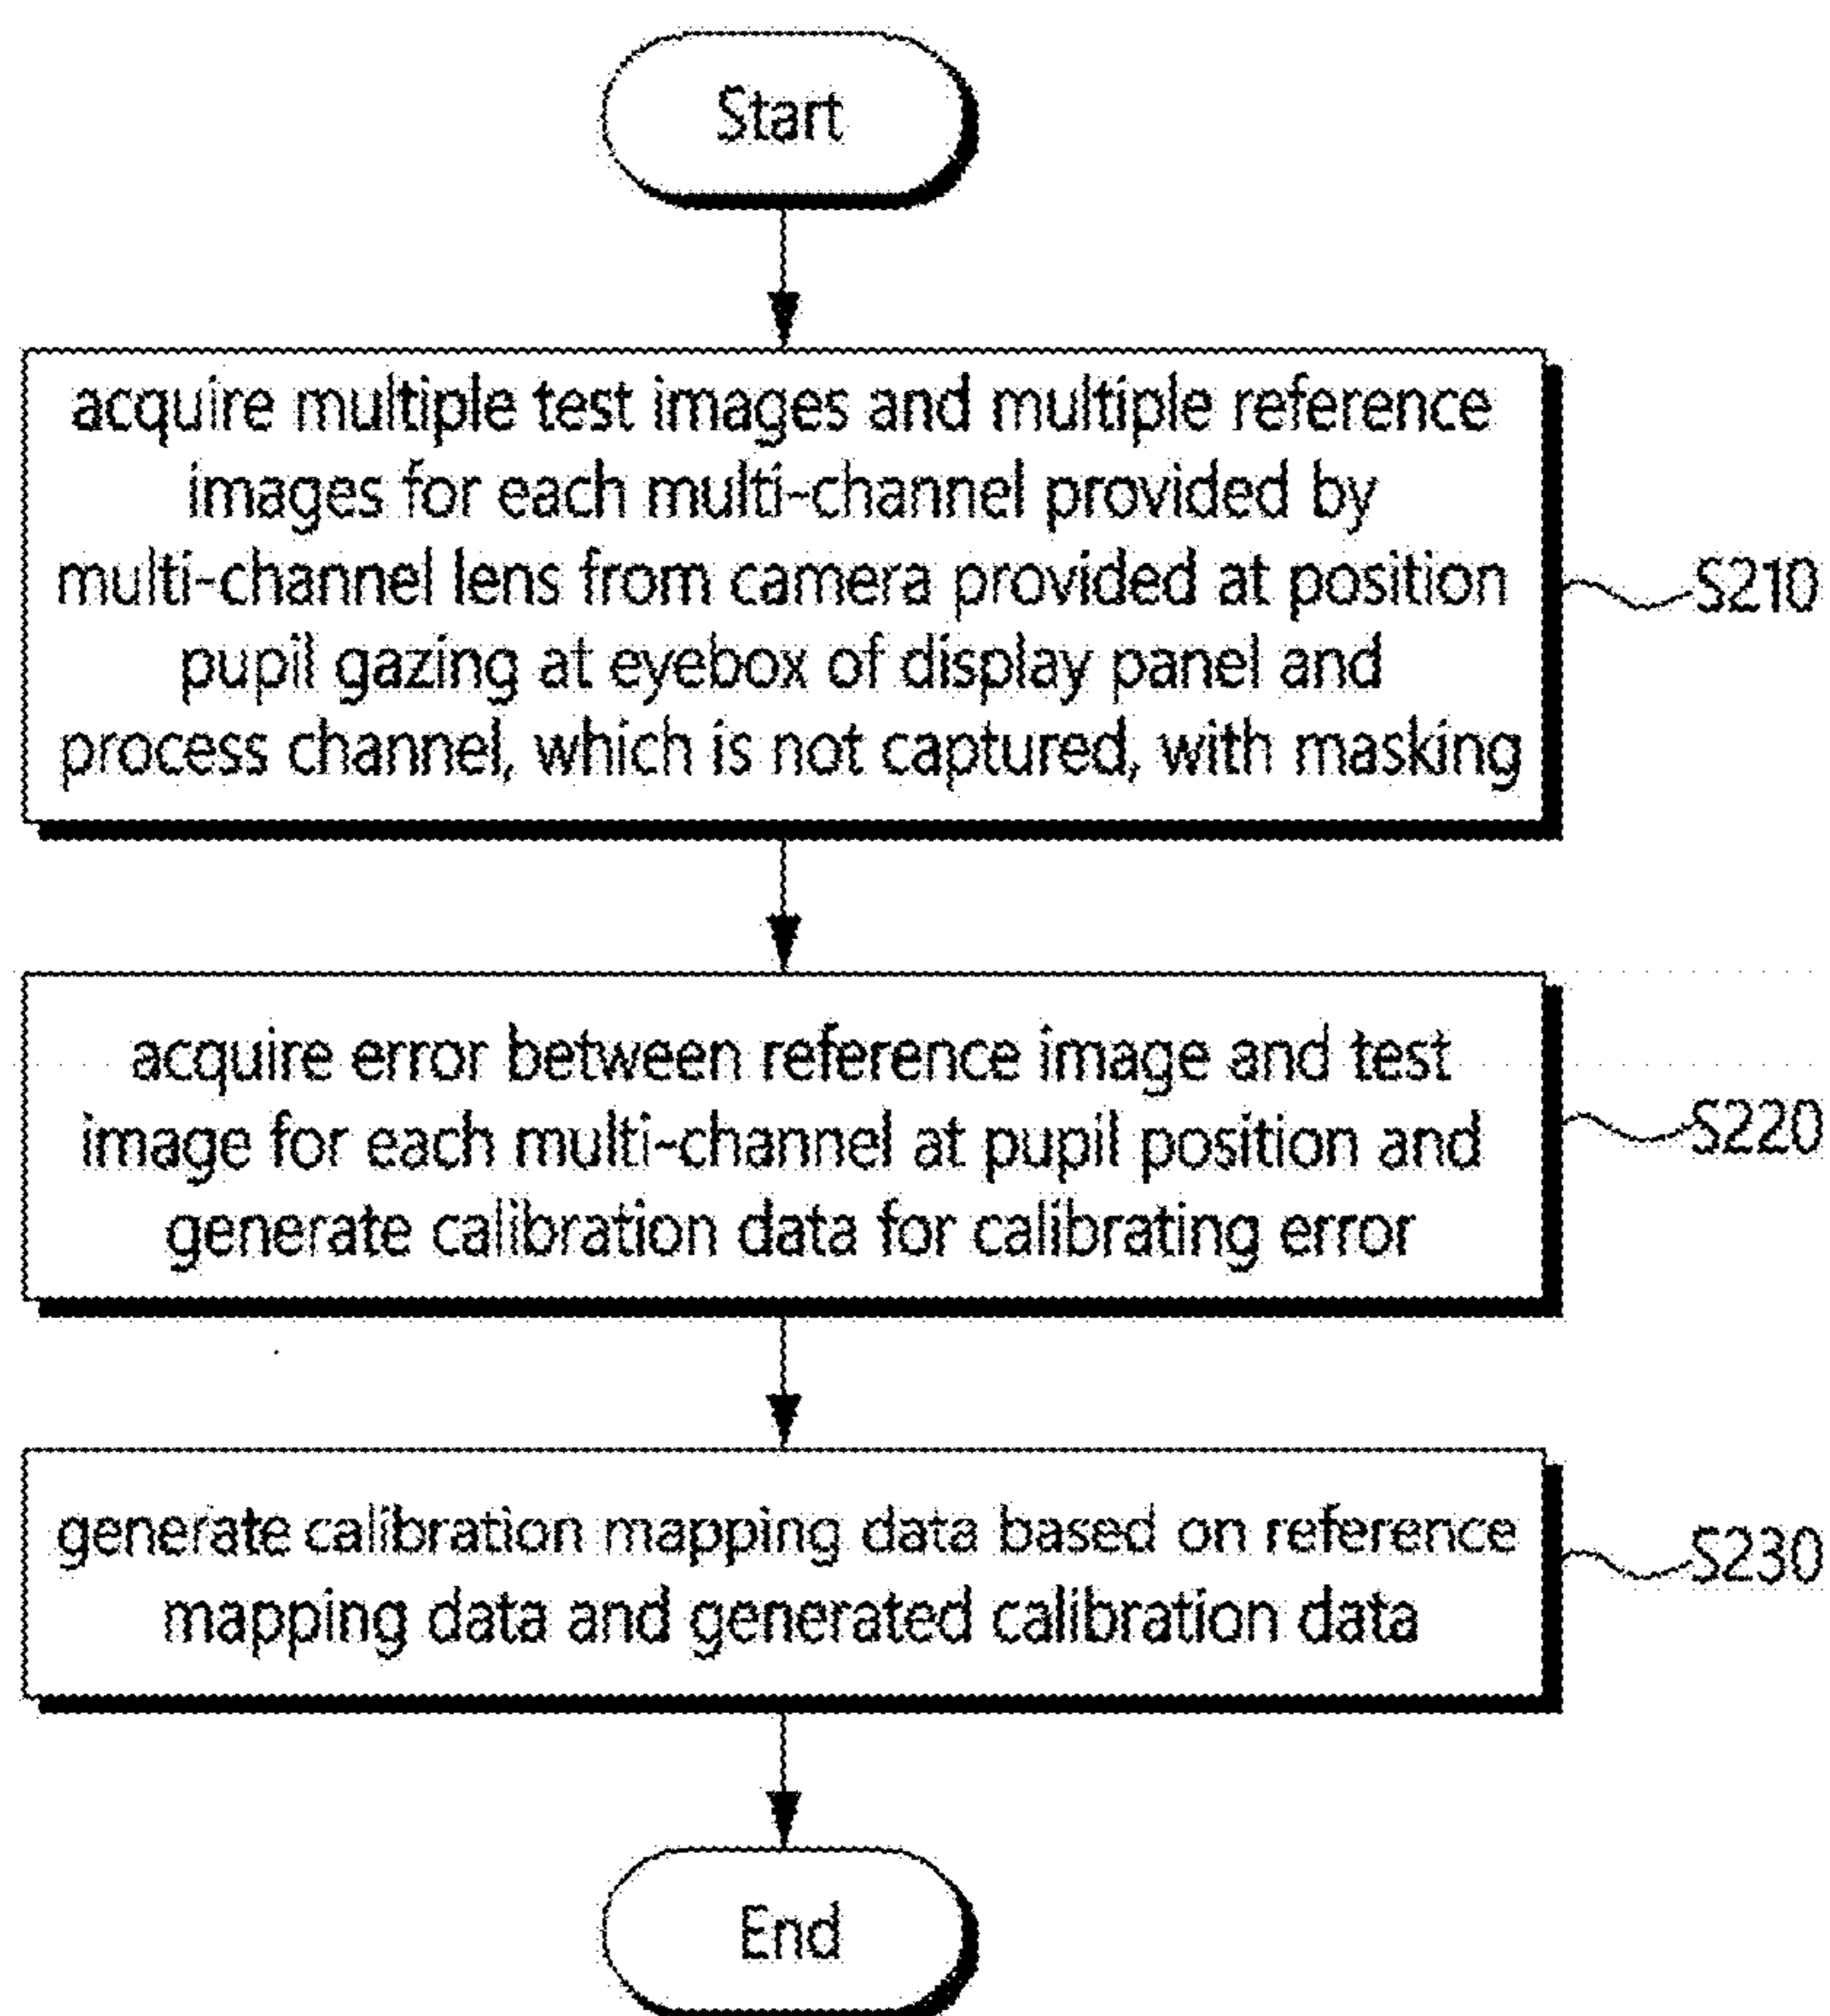 Start
acquire multiple test images and multiple reference
images for each multi-channel provided by
multi-channel lens from camera provided at position
pupil gazing at eyebox of display panel and
process channel, which is not captured, with masking
S210
acquire error between reference image and test
image for each multi-channel at pupil position and
generate calibration data for calibrating error
S220
generate calibration mapping data based on reference
mapping data and generated calibration data
S230
End